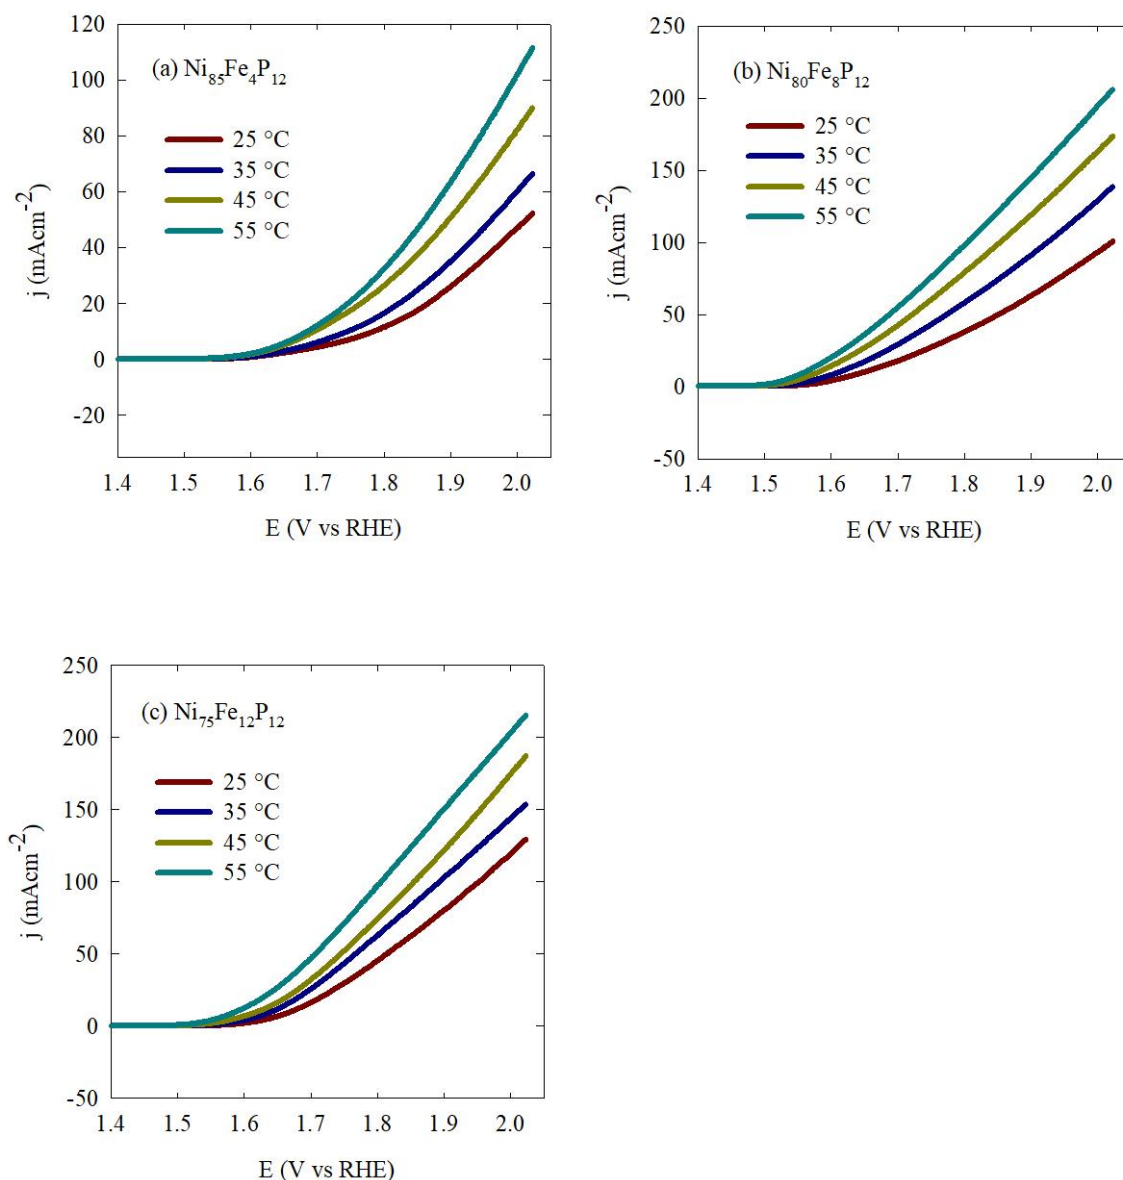 (a) Ni85Fe4P12
25 °C
35 °C
45 °C
55 °C
j (mAcm-2)
120
100
80
60
40
20
0
-20
1.4 1.5 1.6 1.7 1.8 1.9 2.0
E (V vs RHE)
(b) Ni80Fe8P12
25 °C
35 °C
45 °C
55 °C
j (mAcm-2)
250
200
150
100
50
0
-50
1.4 1.5 1.6 1.7 1.8 1.9 2.0
E (V vs RHE)
(c) Ni75Fe12P12
25 °C
35 °C
45 °C
55 °C
j (mAcm-2)
250
200
150
100
50
0
-50
1.4 1.5 1.6 1.7 1.8 1.9 2.0
E (V vs RHE)